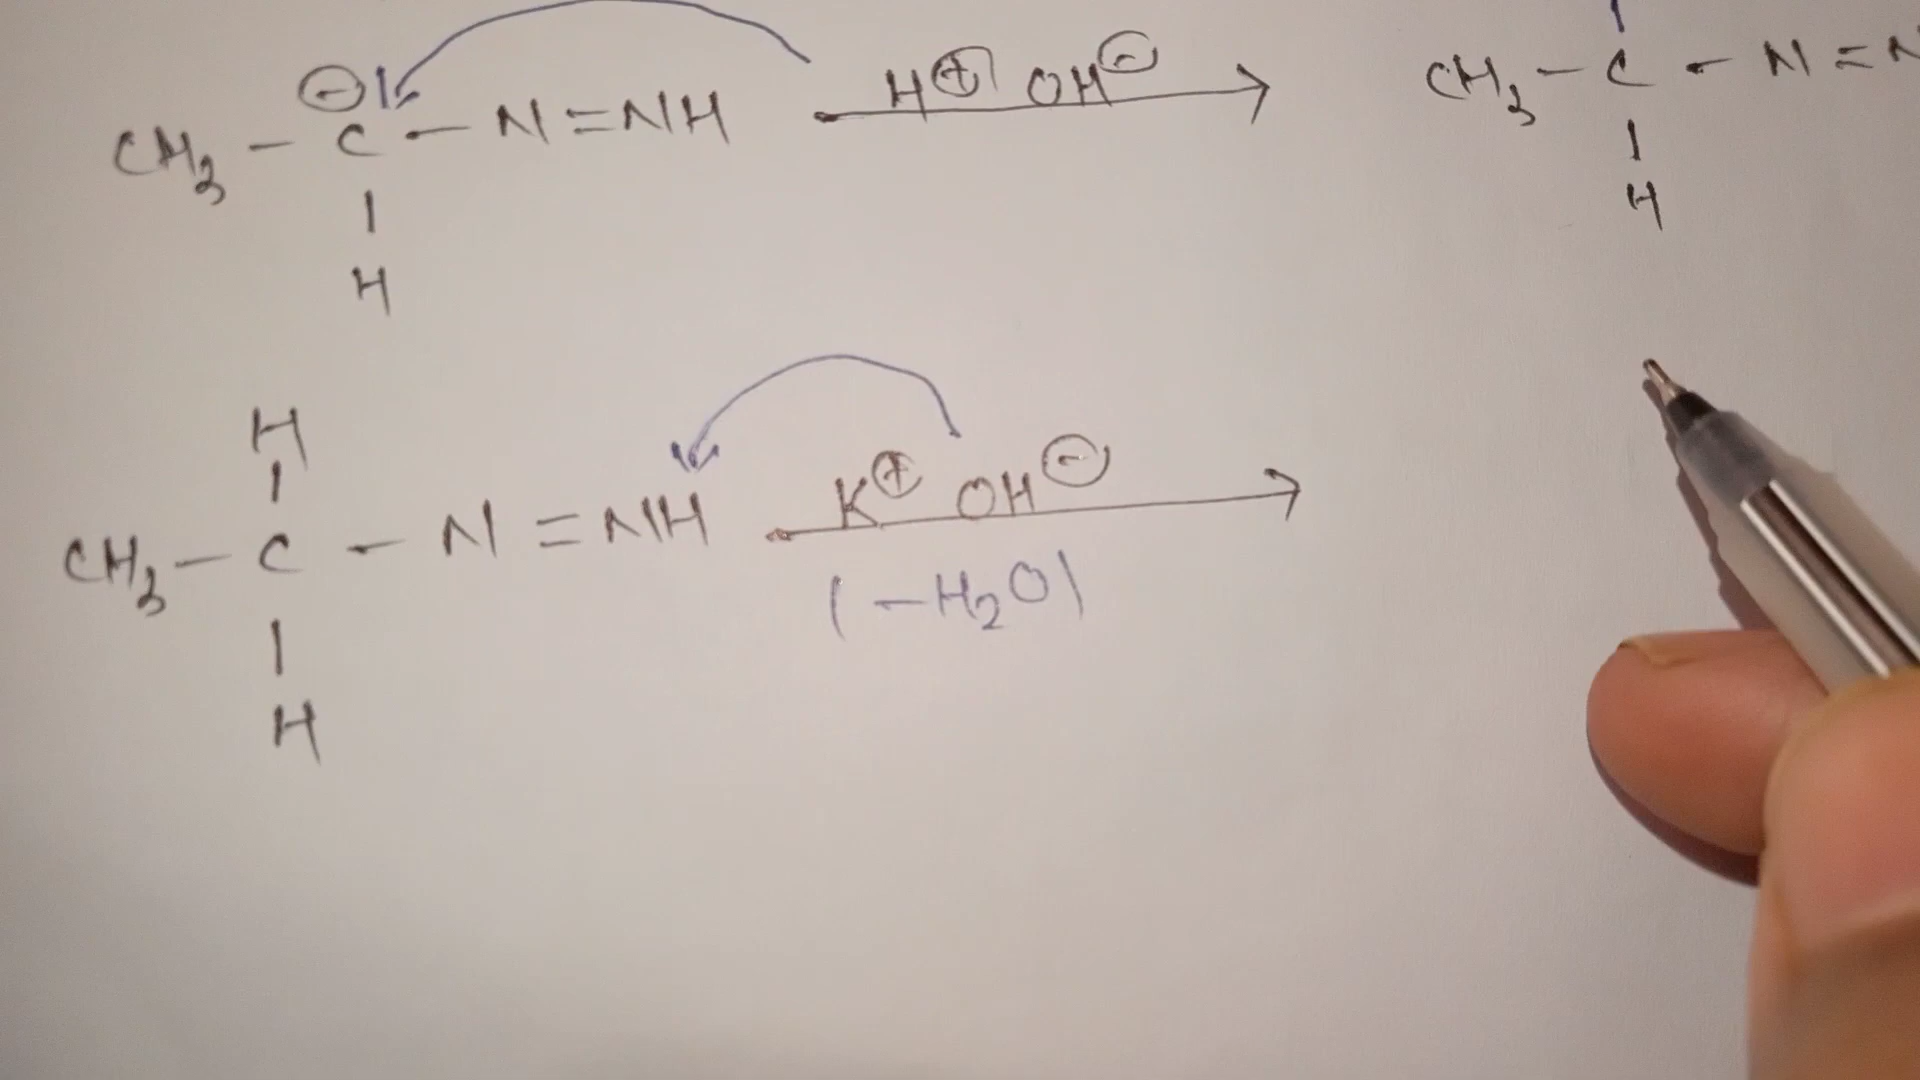 ⊖
CH₃ – C – N = NH   H⊕ OH⊖ →   CH₃ – C – N = N
|   |
H   H
H
|
CH₃ – C – N = NH   K⊕ OH⊖ →
(–H₂O)
|
H